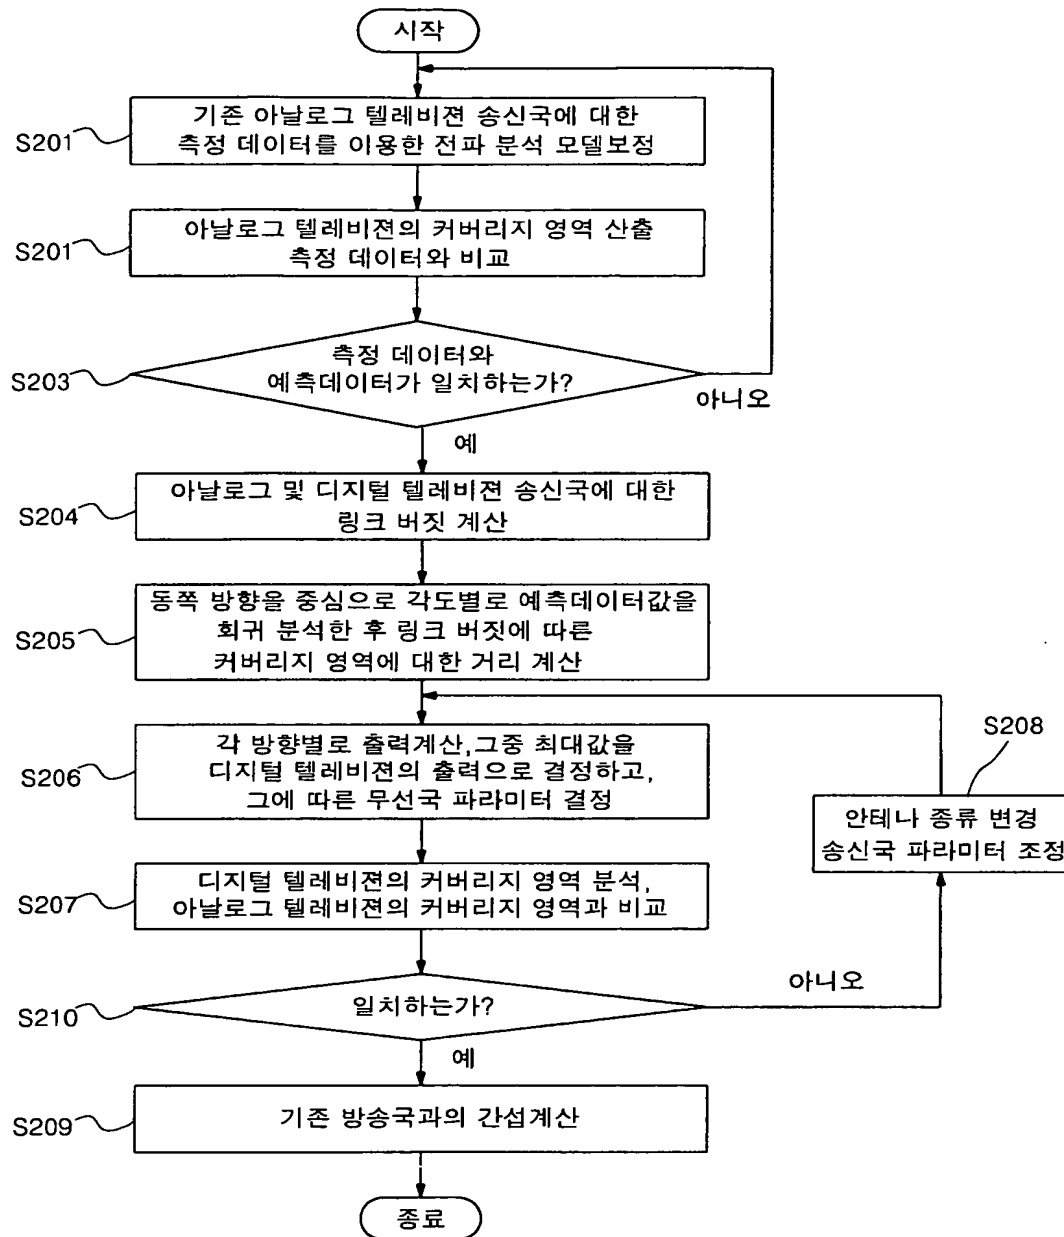 시작
S201
기존 아날로그 텔레비젼 송신국에 대한
측정 데이터를 이용한 전파 분석 모델보정
S201
아날로그 텔레비젼의 커버리지 영역 산출
측정 데이터와 비교
S203
측정 데이터와
예측데이터가 일치하는가?
아니오
예
S204
아날로그 및 디지털 텔레비젼 송신국에 대한
링크 버짓 계산
S205
동쪽 방향을 중심으로 각도별로 예측데이터값을
회귀 분석한 후 링크 버짓에 따른
커버리지 영역에 대한 거리 계산
S206
각 방향별로 출력계산,그중 최대값을
디지털 텔레비젼의 출력으로 결정하고,
그에 따른 무선국 파라미터 결정
S208
안테나 종류 변경
송신국 파라미터 조정
S207
디지털 텔레비젼의 커버리지 영역 분석,
아날로그 텔레비젼의 커버리지 영역과 비교
S210
일치하는가?
아니오
예
S209
기존 방송국과의 간섭계산
종료